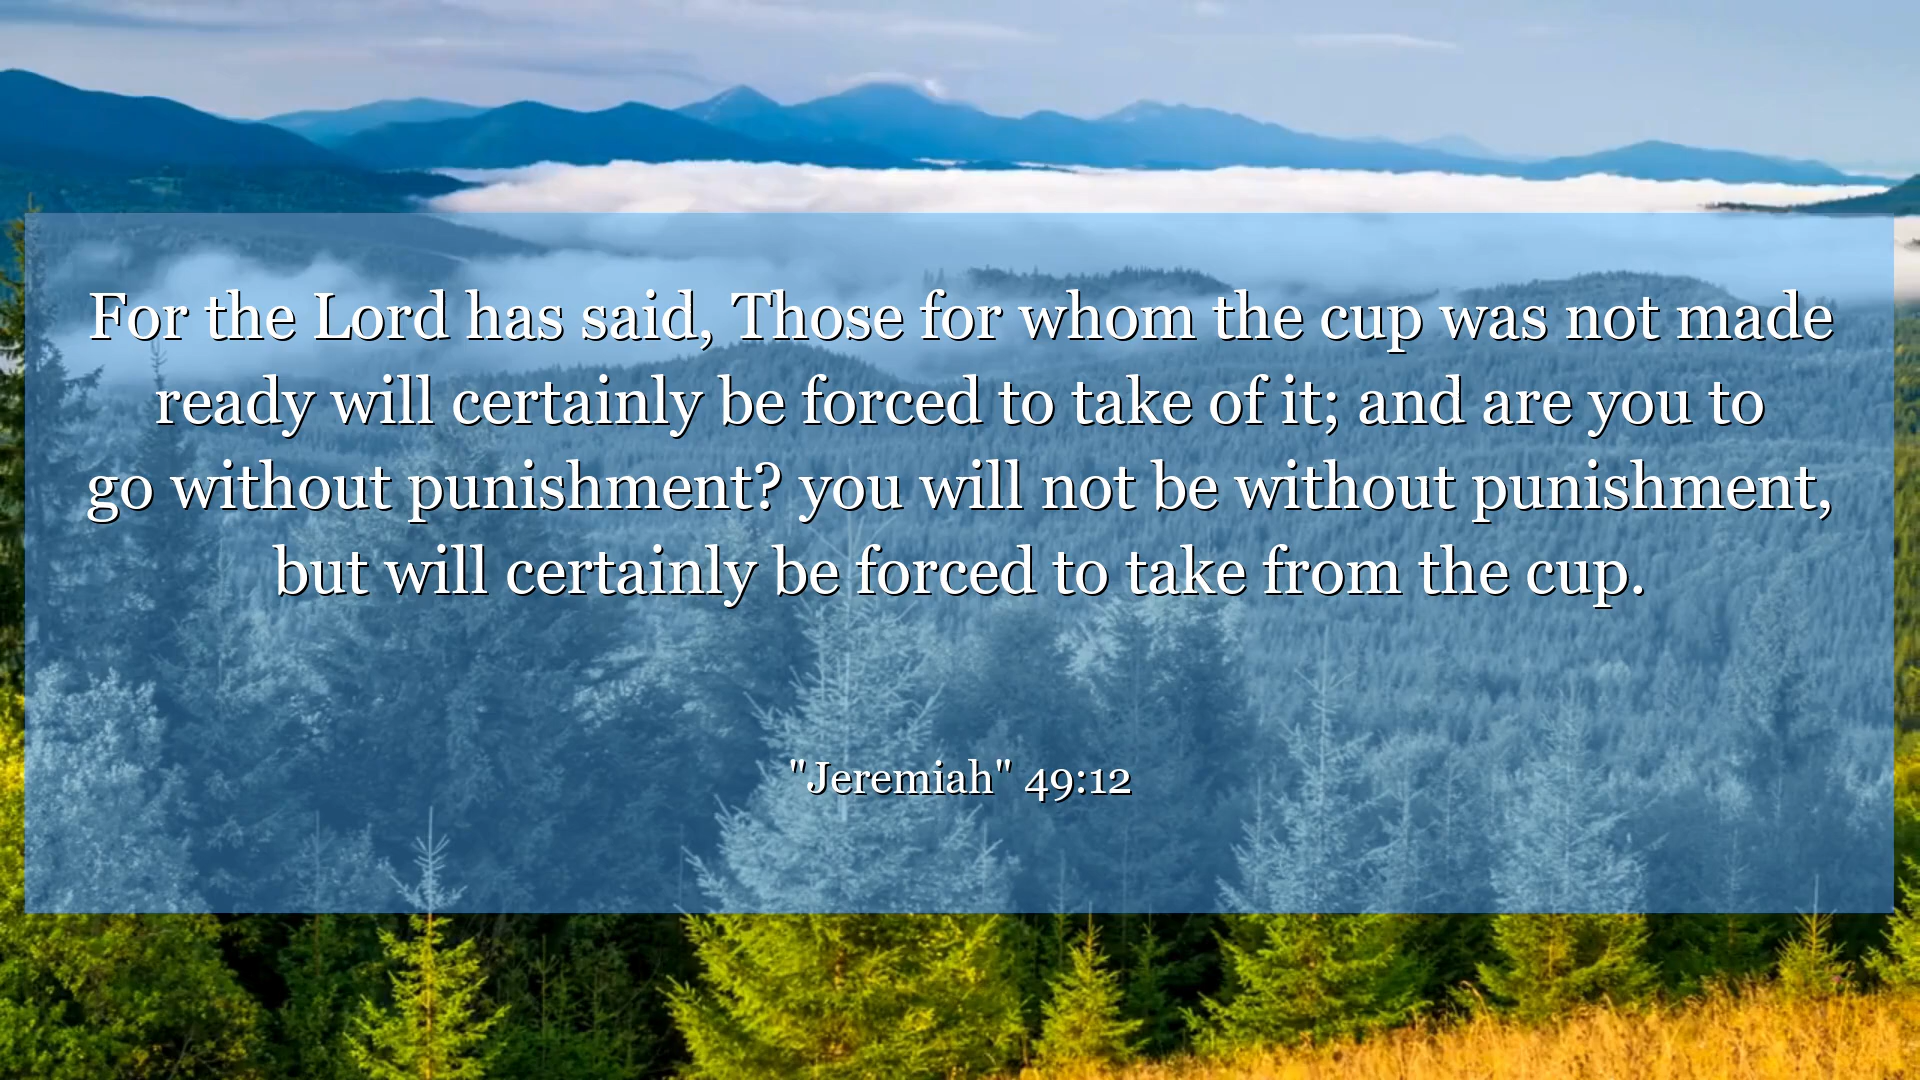 For the Lord has said, Those for whom the cup was not made
ready will certainly be forced to take of it; and are you to
go without punishment? you will not be without punishment,
but will certainly be forced to take from the cup.
"Jeremiah" 49:12